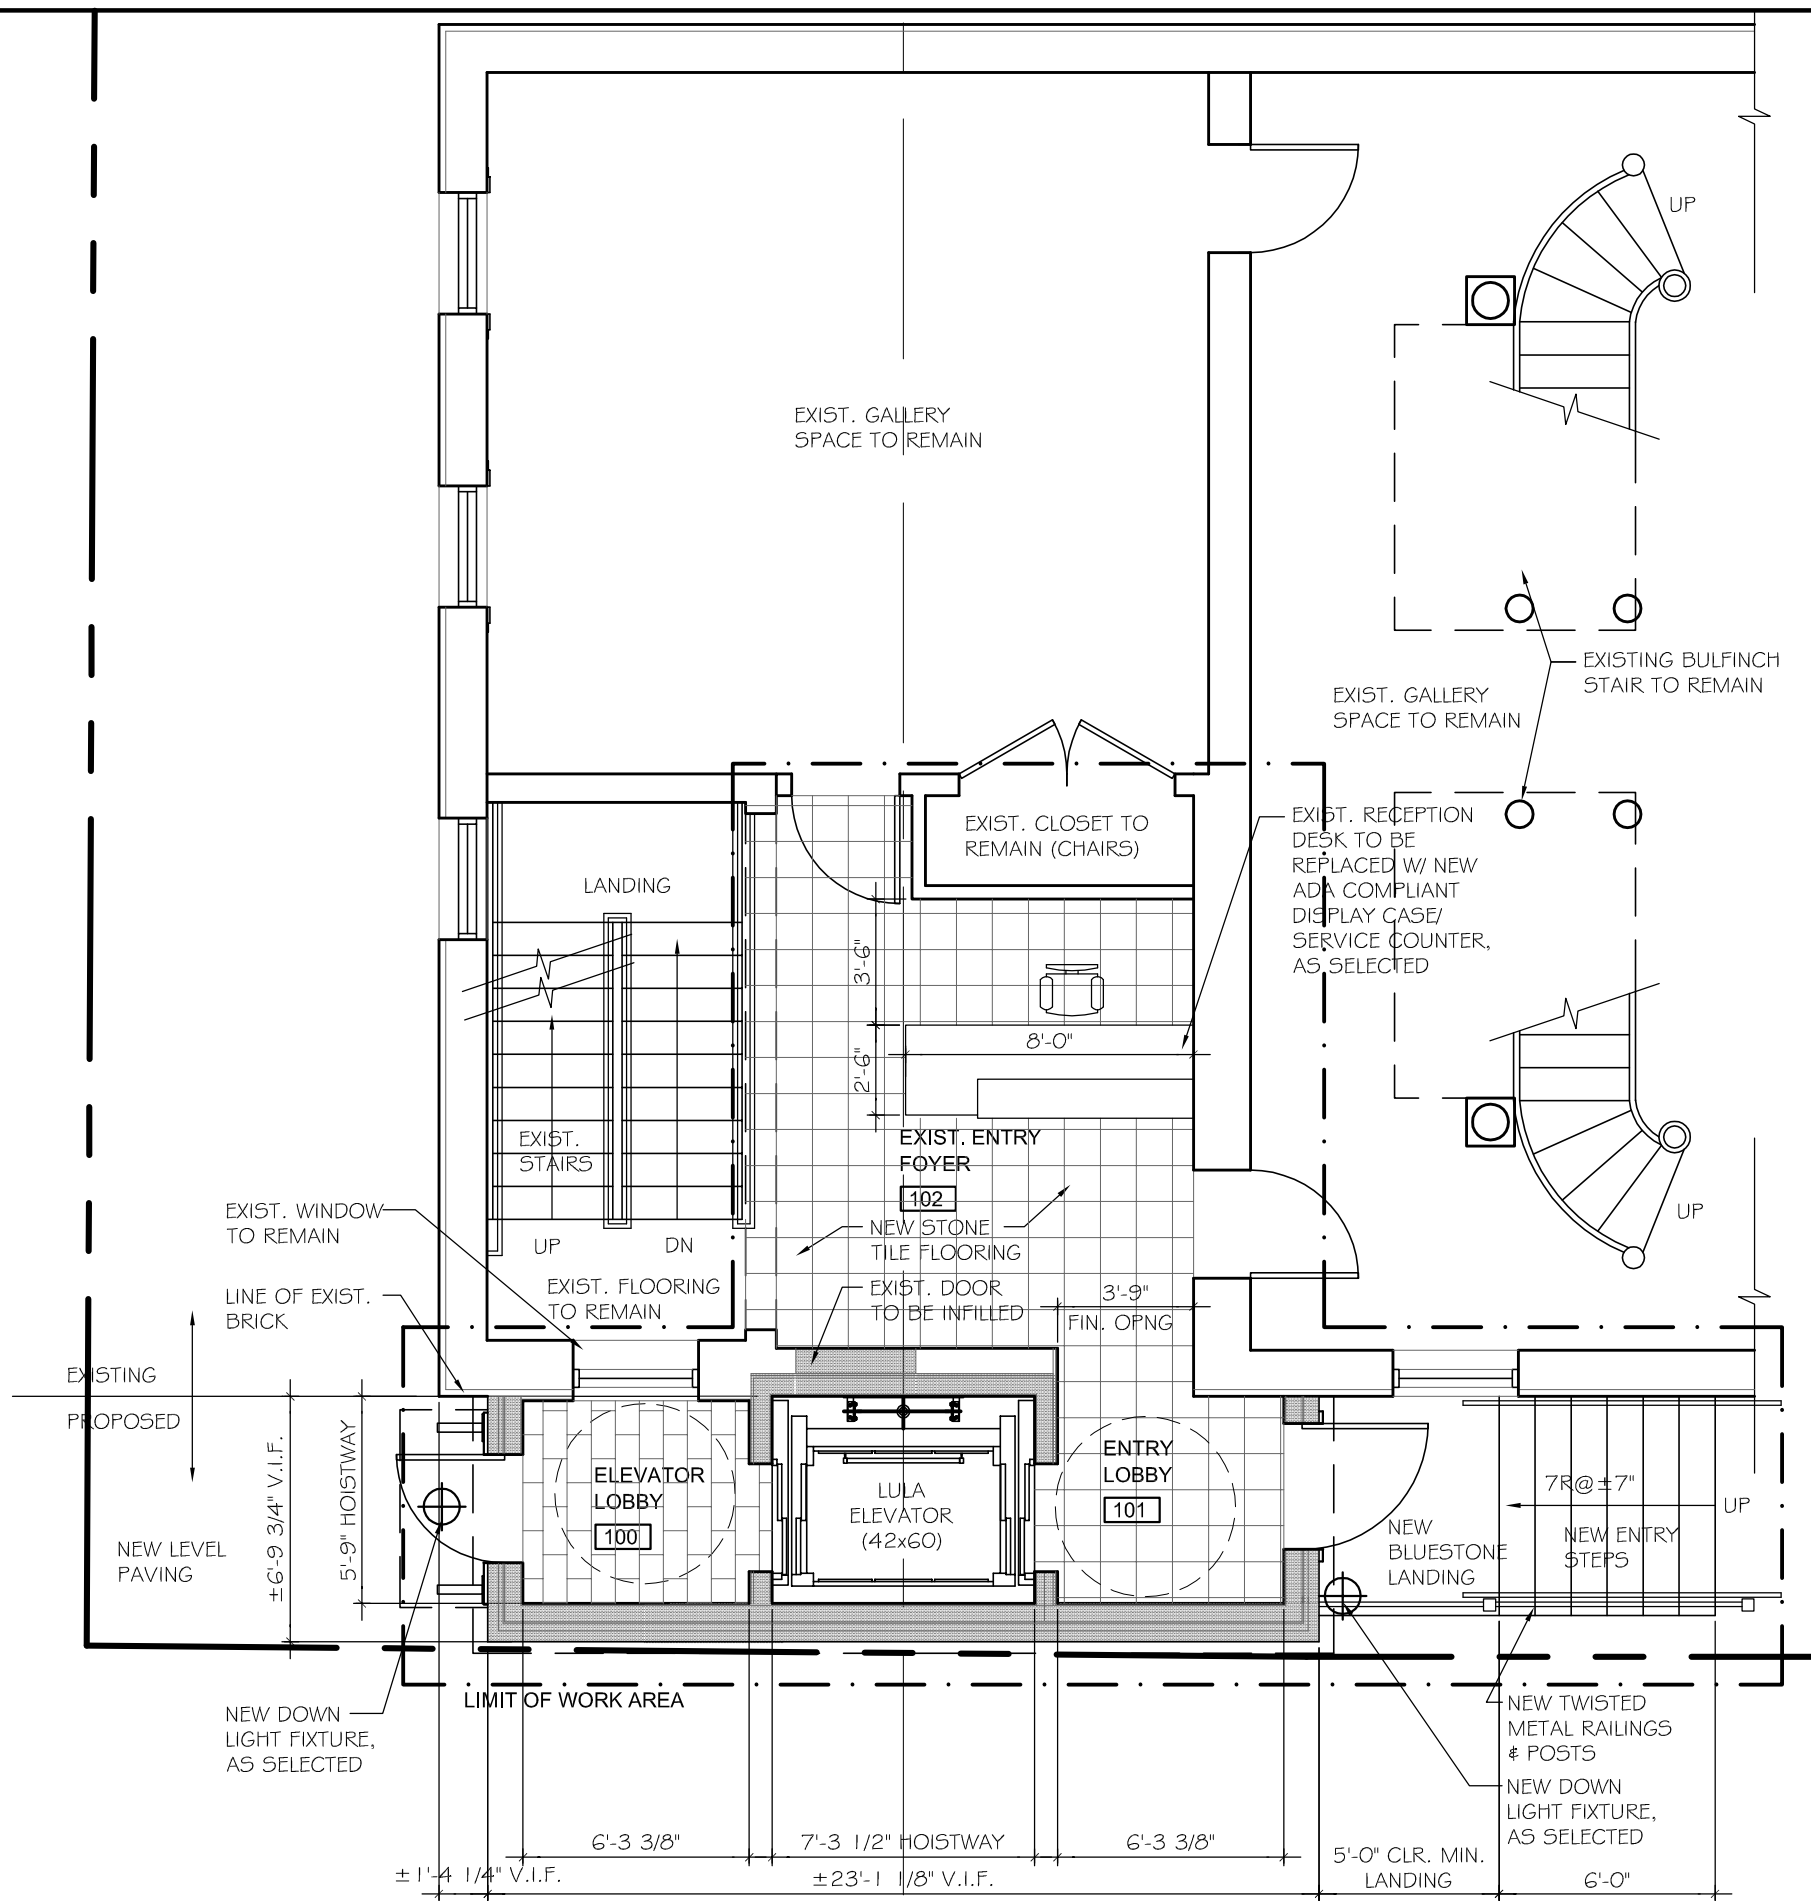 UP
EXIST. GALLERY
SPACE TO REMAIN
EXISTING BULFINCH
STAIR TO REMAIN
EXIST. GALLERY
SPACE TO REMAIN
EXIST. CLOSET TO
REMAIN (CHAIRS)
EXIST. RECEPTION
DESK TO BE
REPLACED W/ NEW
ADA COMPLIANT
DISPLAY CASE/
SERVICE COUNTER,
AS SELECTED
LANDING
3'-6"
8'-0"
2'-6"
EXIST.
STAIRS
EXIST. ENTRY
FOYER
102
EXIST. WINDOW
TO REMAIN
NEW STONE
TILE FLOORING
UP
UP
DN
EXIST. FLOORING
TO REMAIN
EXIST. DOOR
TO BE INFILLED
LINE OF EXIST.
BRICK
3'-9"
FIN. OPNG
EXISTING
PROPOSED
±6'-9 3/4" V.I.F.
5'-9" HOISTWAY
ELEVATOR
LOBBY
100
LULA
ELEVATOR
(42x60)
ENTRY
LOBBY
101
7R@±7"
UP
NEW
BLUESTONE
LANDING
NEW ENTRY
STEPS
NEW LEVEL
PAVING
LIMIT OF WORK AREA
NEW DOWN
LIGHT FIXTURE,
AS SELECTED
NEW TWISTED
METAL RAILINGS
& POSTS
NEW DOWN
LIGHT FIXTURE,
AS SELECTED
6'-3 3/8"
7'-3 1/2" HOISTWAY
6'-3 3/8"
±1'-4 1/4" V.I.F.
±23'-1 1/8" V.I.F.
5'-0" CLR. MIN.
LANDING
6'-0"